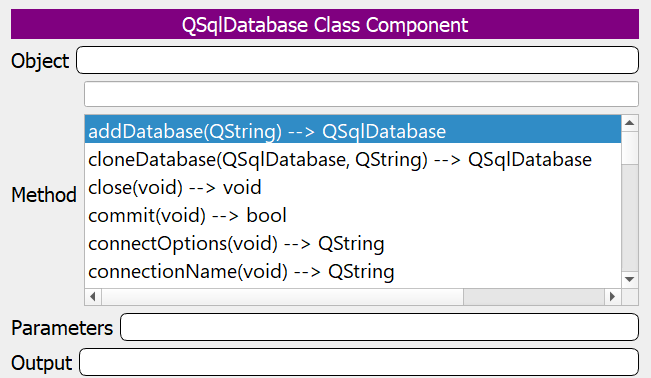 QSqlDatabase Class Component
Object
addDatabase(QString) --> QSqlDatabase
cloneDatabase(QSqlDatabase, QString) --> QSqlDatabase
close(void) --> void
Method
commit(void) --> bool
connectOptions(void) --> QString
connectionName(void) --> QString
Parameters
Output